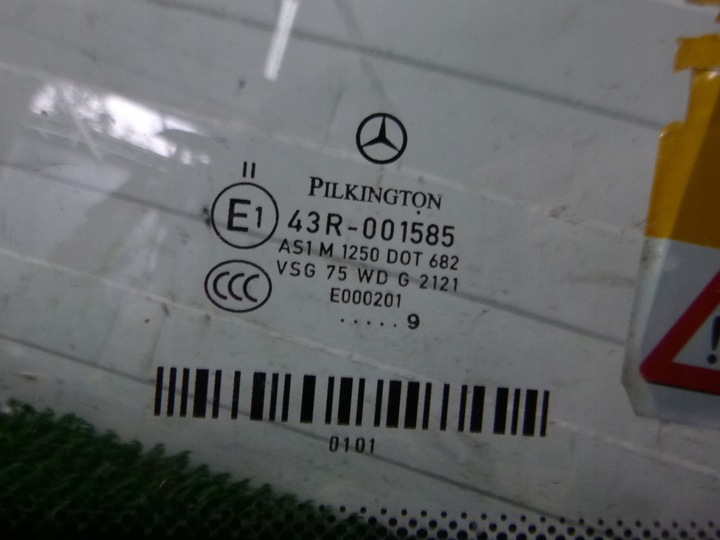 II
PILKINGTON
E1
43R-001585
AS1 M 1250 DOT 682
VSG 75 WD G 2121
CCC
E000201
.....9
0101